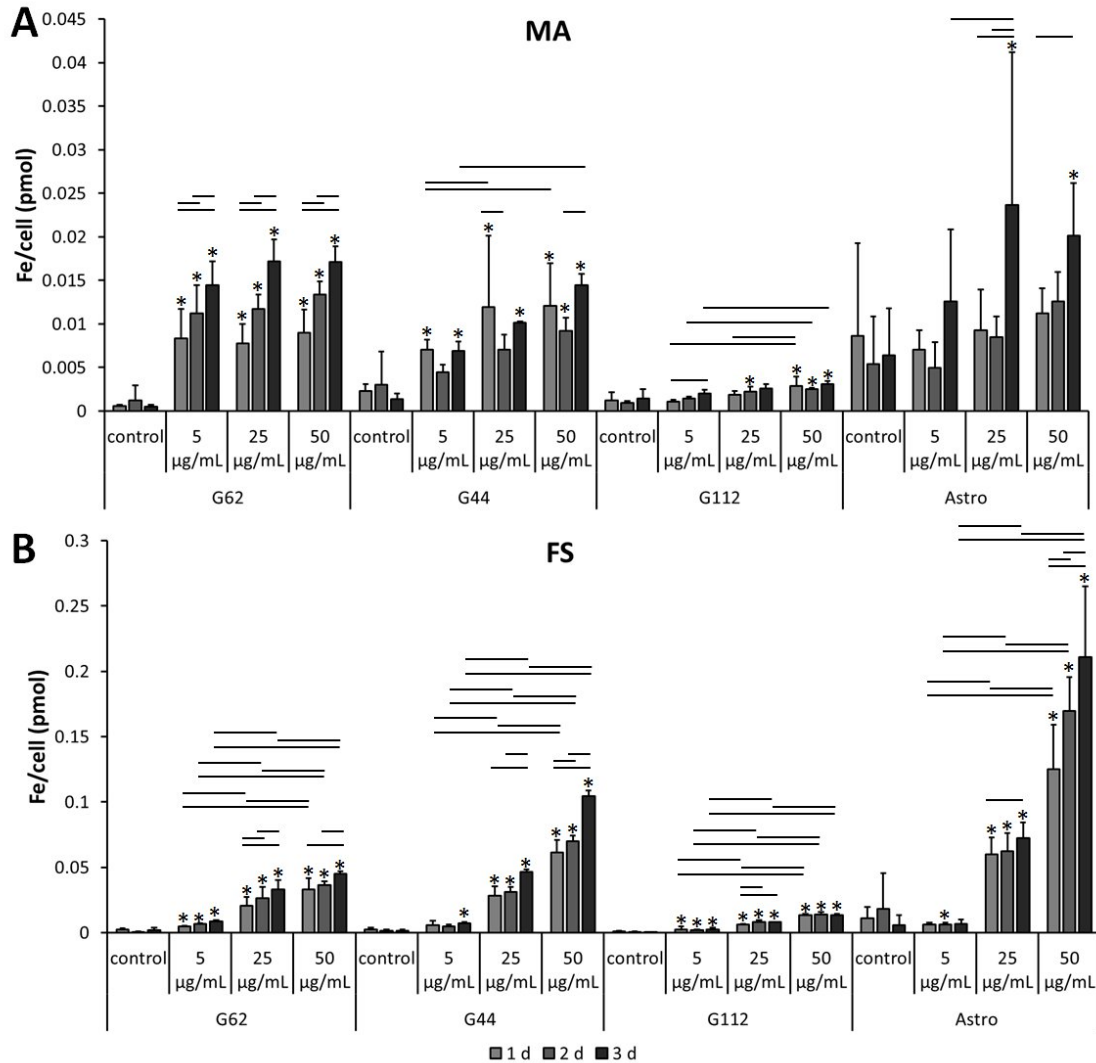 A
MA
Fe/cell (pmol)
0.045
0.04
0.035
0.03
0.025
0.02
0.015
0.01
0.005
0
* * * * * * * * *
* * * * * * *
* * * *
* *
control 5 25 50 control 5 25 50 control 5 25 50 control 5 25 50
µg/mL µg/mL µg/mL µg/mL µg/mL µg/mL µg/mL µg/mL µg/mL µg/mL µg/mL µg/mL
G62 G44 G112 Astro
B
FS
Fe/cell (pmol)
0.3
0.25
0.2
0.15
0.1
0.05
0
* * * * * * * * *
* * * * * * *
* * * * * * * * *
* * * * * * *
control 5 25 50 control 5 25 50 control 5 25 50 control 5 25 50
µg/mL µg/mL µg/mL µg/mL µg/mL µg/mL µg/mL µg/mL µg/mL µg/mL µg/mL µg/mL
G62 G44 G112 Astro
1 d 2 d 3 d